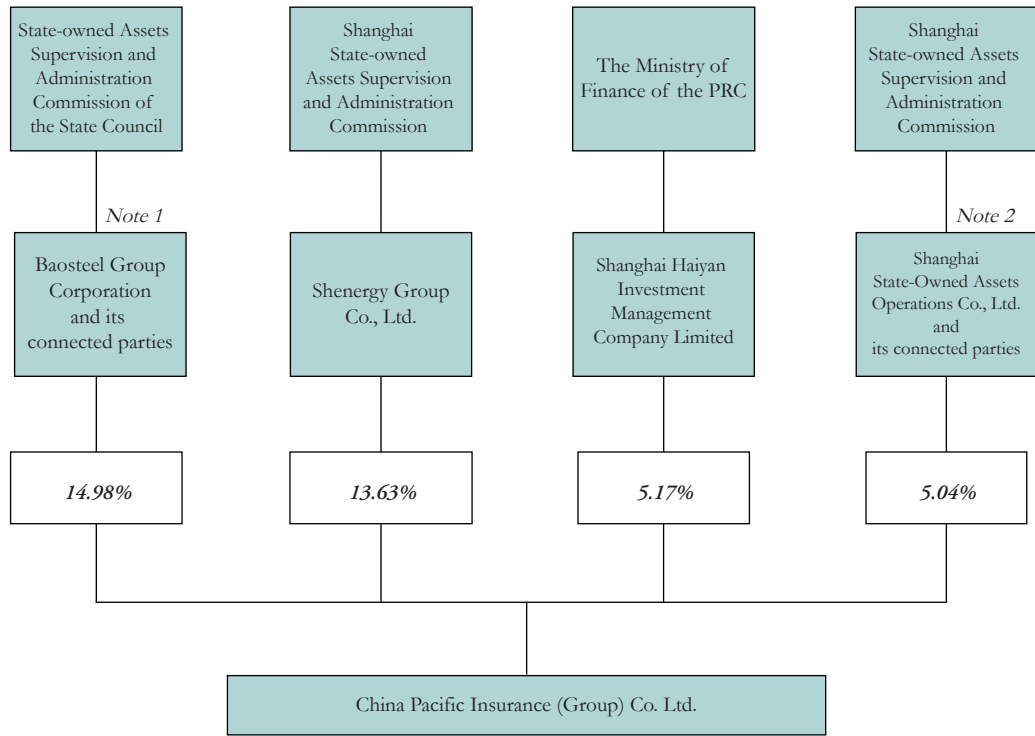 State-owned Assets
Supervision and
Administration
Commission of
the State Council
Shanghai
State-owned
Assets Supervision
and Administration
Commission
The Ministry of
Finance of the PRC
Shanghai
State-owned Assets
Supervision and
Administration
Commission
Note 1
Note 2
Baosteel Group
Corporation
and its
connected parties
Shenergy Group
Co., Ltd.
Shanghai Haiyan
Investment
Management
Company Limited
Shanghai
State-Owned Assets
Operations Co., Ltd.
and
its connected parties
14.98%
13.63%
5.17%
5.04%
China Pacific Insurance (Group) Co. Ltd.